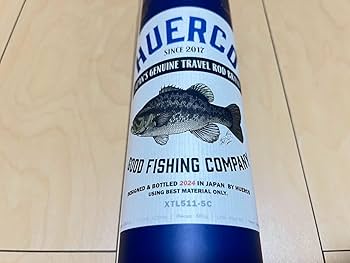 HUERCO
SINCE 2017
GENUINE TRAVEL ROD
GOOD FISHING COMPANY
DESIGNED & BOTTLED 2024 IN JAPAN BY HUERCO
USING BEST MATERIAL ONLY.
XTL511-5C